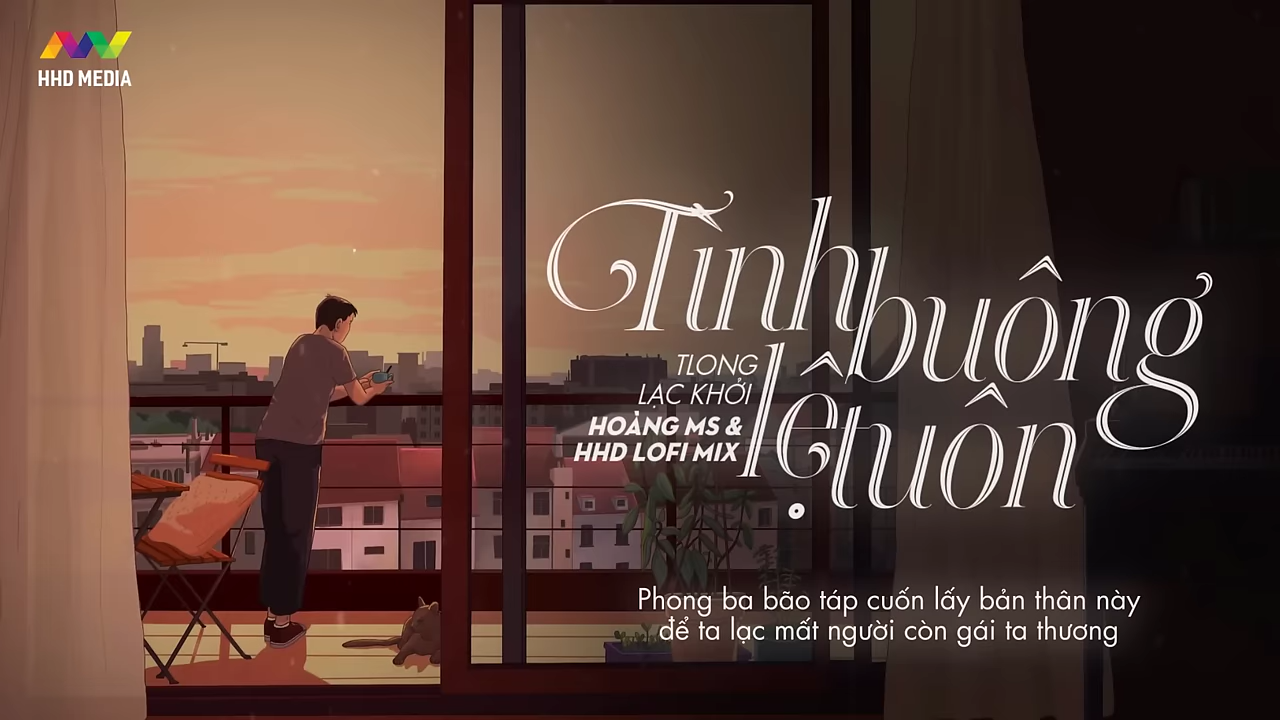 HHD MEDIA
Tình buông
lệ tuôn
TLONG
LẠC KHỞI
HOÀNG MS &
HHD LOFI MIX
Phong ba bão táp cuốn lấy bản thân này
để ta lạc mất người còn gái ta thương